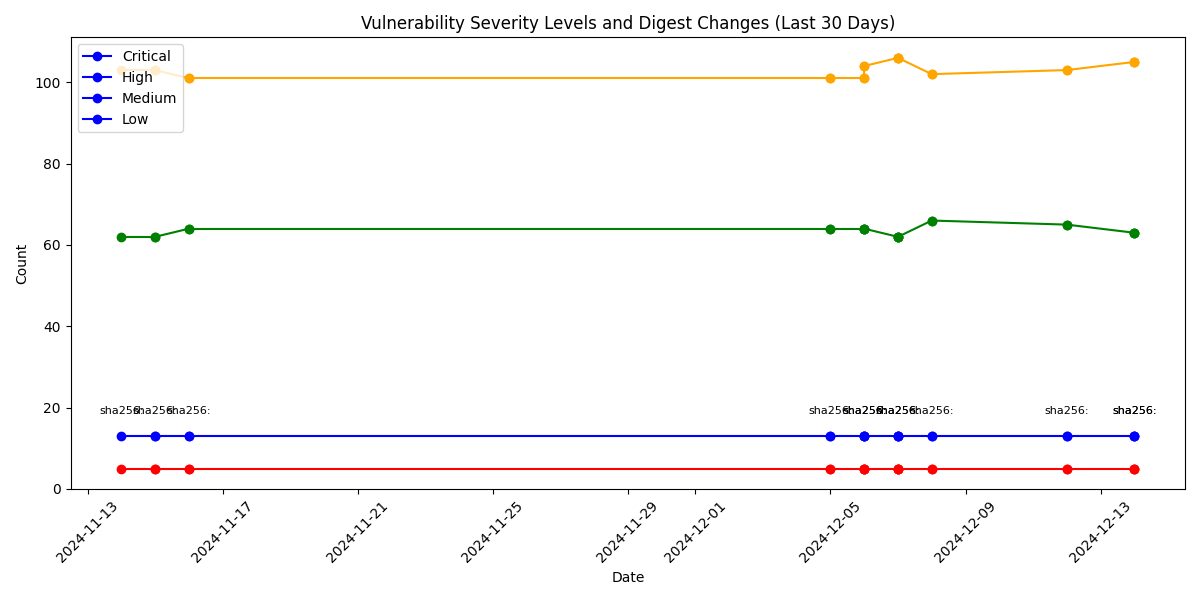 Vulnerability Severity Levels and Digest Changes (Last 30 Days)
Critical
High
Medium
Low
100
80
60
40
20
0
Count
sha256: sha256: sha256: sha256: sha256: sha256: sha256: sha256: sha256:
2024-11-13 2024-11-17 2024-11-21 2024-11-25 2024-11-29 2024-12-01 2024-12-05 2024-12-09 2024-12-13
Date